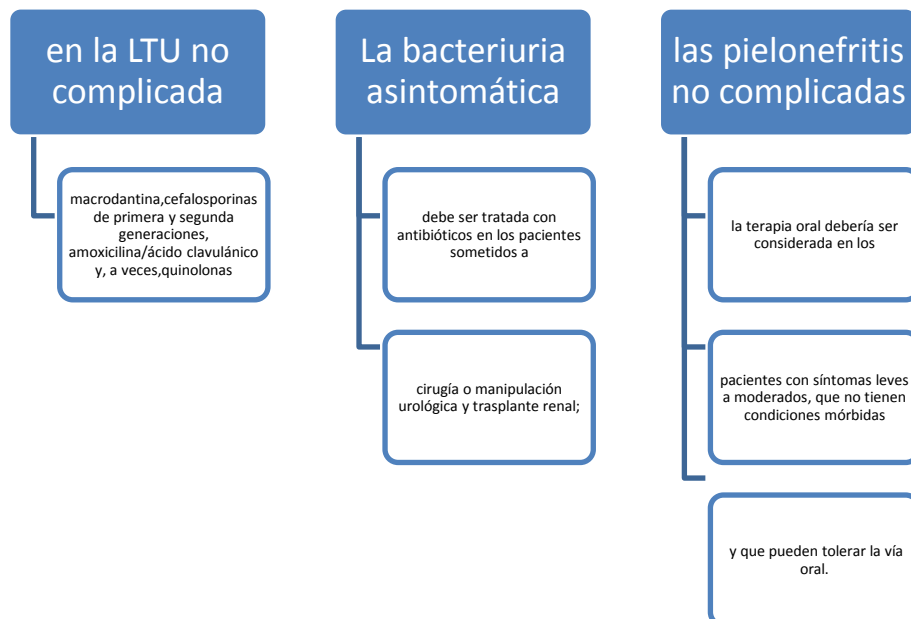 en la LTU no
complicada
macrodantina,cefalosporinas
de primera y segunda
generaciones,
amoxicilina/ácido clavulánico
y, a veces,quinolonas
La bacteriuria
asintomática
debe ser tratada con
antibióticos en los pacientes
sometidos a
cirugía o manipulación
urológica y trasplante renal;
las pielonefritis
no complicadas
la terapia oral debería ser
considerada en los
pacientes con síntomas leves
a moderados, que no tienen
condiciones mórbidas
y que pueden tolerar la vía
oral.